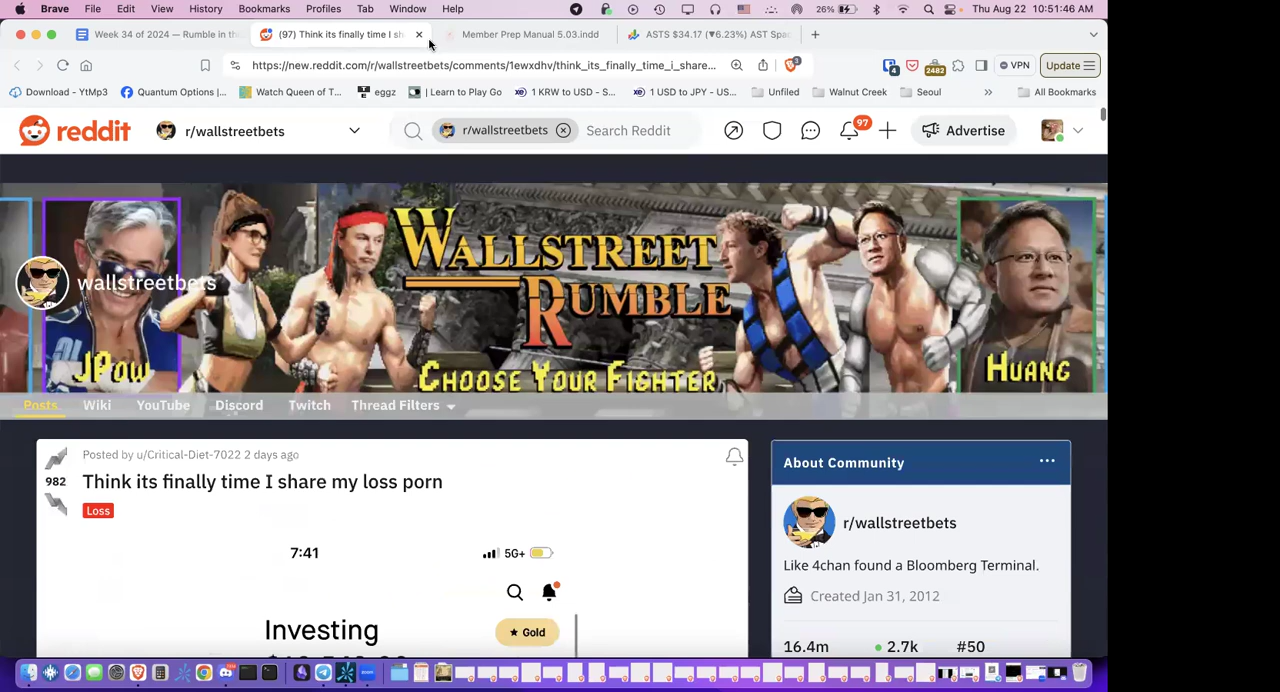 Brave File Edit View History Bookmarks Profiles Tab Window Help 26% Thu Aug 22 10:51:46 AM
Week 34 of 2024 — Rumble in th
(97) Think its finally time I sh
Member Prep Manual 5.03.indd
ASTS $34.17 (▼6.23%) AST Spac
https://new.reddit.com/r/wallstreetbets/comments/1ewxdhv/think_its_finally_time_i_share...
3
4
2482
VPN
Update
Download - YtMp3
Quantum Options |...
Watch Queen of T...
eggz
| Learn to Play Go
1 KRW to USD - S...
1 USD to JPY - US...
Unfiled
Walnut Creek
Seoul
»
All Bookmarks
reddit
r/wallstreetbets
r/wallstreetbets
Search Reddit
97
Advertise
WALLSTREET
RUMBLE
CHOOSE YOUR FIGHTER
wallstreetbets
JPOW
HUANG
Posts Wiki YouTube Discord Twitch Thread Filters
Posted by u/Critical-Diet-7022 2 days ago
982
Think its finally time I share my loss porn
Loss
7:41
5G+
Investing
Gold
About Community
r/wallstreetbets
Like 4chan found a Bloomberg Terminal.
Created Jan 31, 2012
16.4m 2.7k #50
zoom